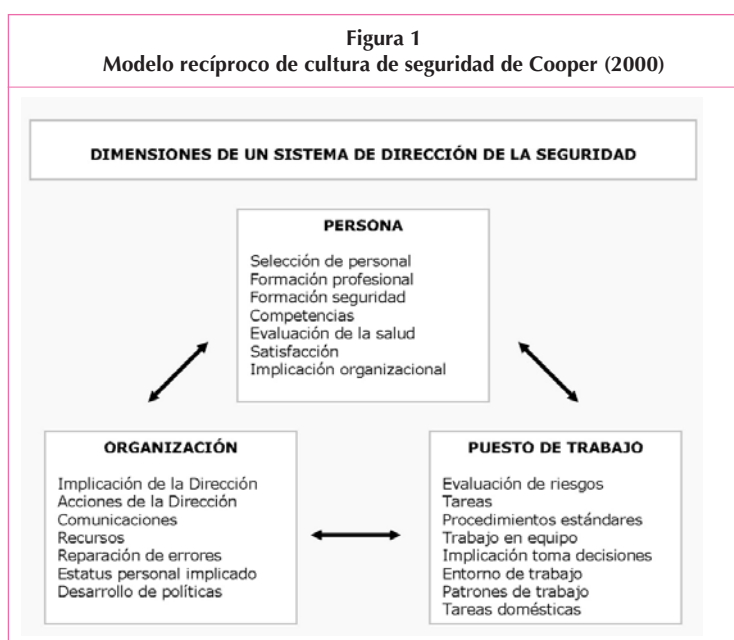 Figura 1
Modelo recíproco de cultura de seguridad de Cooper (2000)
DIMENSIONES DE UN SISTEMA DE DIRECCIÓN DE LA SEGURIDAD
PERSONA
Selección de personal
Formación profesional
Formación seguridad
Competencias
Evaluación de la salud
Satisfacción
Implicación organizacional
ORGANIZACIÓN
Implicación de la Dirección
Acciones de la Dirección
Comunicaciones
Recursos
Reparación de errores
Estatus personal implicado
Desarrollo de políticas
PUESTO DE TRABAJO
Evaluación de riesgos
Tareas
Procedimientos estándares
Trabajo en equipo
Implicación toma decisiones
Entorno de trabajo
Patrones de trabajo
Tareas domésticas